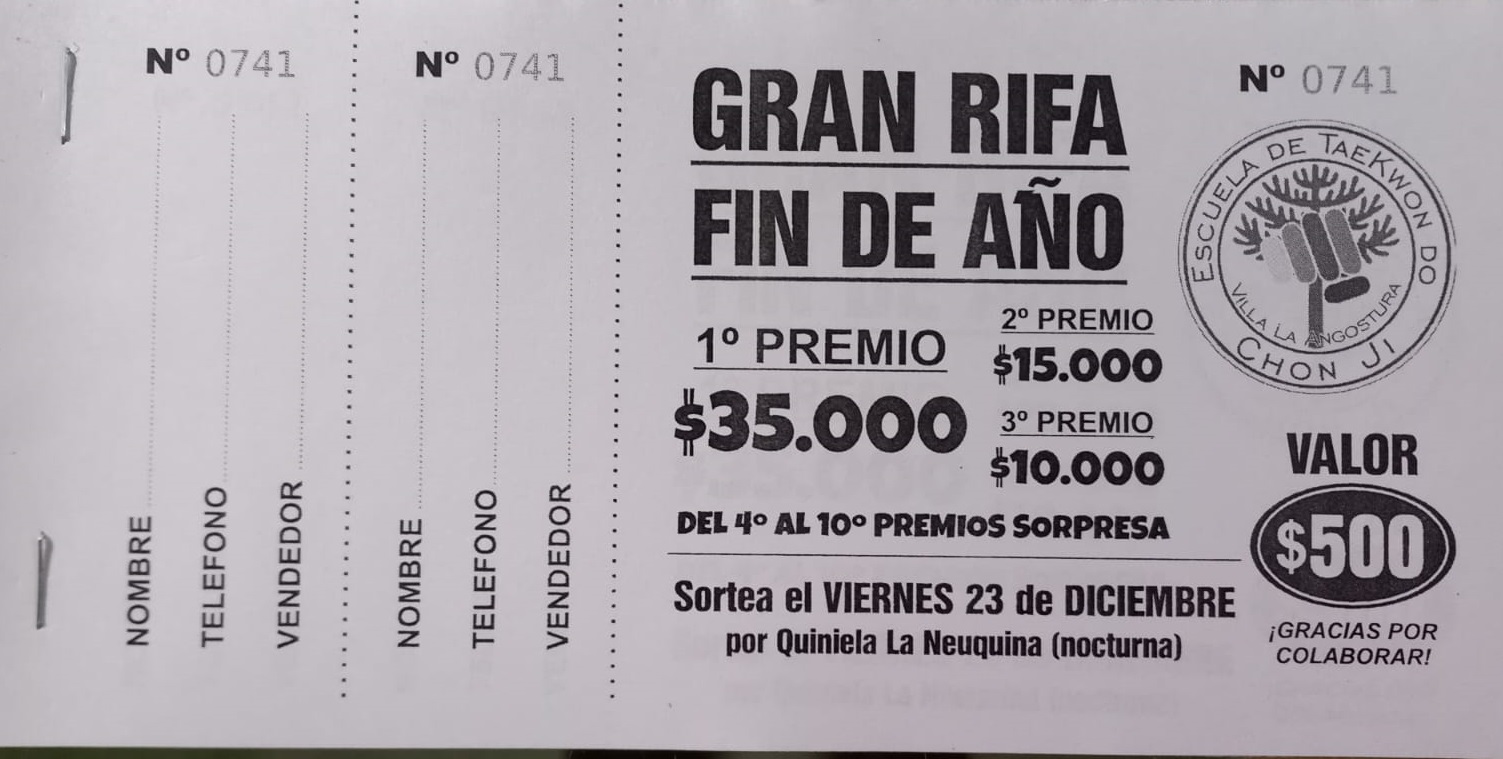 Nº 0741
NOMBRE
TELEFONO
VENDEDOR
Nº 0741
NOMBRE
TELEFONO
VENDEDOR
GRAN RIFA
FIN DE AÑO
1º PREMIO
$35.000
2º PREMIO
$15.000
3º PREMIO
$10.000
DEL 4º AL 10º PREMIOS SORPRESA
Sortea el VIERNES 23 de DICIEMBRE
por Quiniela La Neuquina (nocturna)
Nº 0741
ESCUELA DE TAEKWON DO
VILLA LA ANGOSTURA
CHON JI
VALOR
$500
¡GRACIAS POR
COLABORAR!